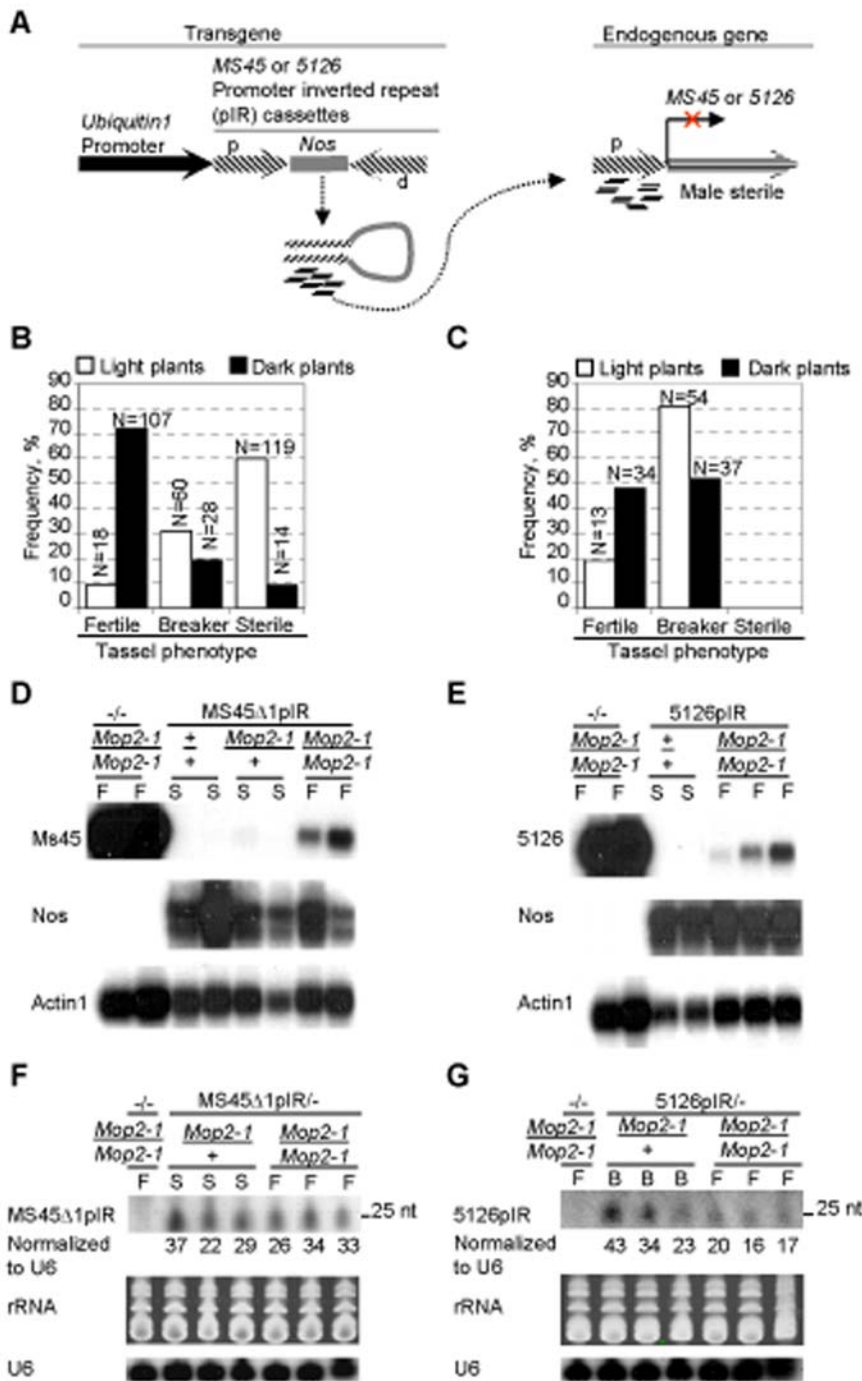 A
Transgene
Endogenous gene
MS45 or 5126
Promoter inverted repeat
(pIR) cassettes
Ubiquitin1
Promoter
p
Nos
d
MS45 or 5126
p
Male sterile
B
Light plants Dark plants
Frequency, %
90
80
70
60
50
40
30
20
10
0
N=18
N=107
N=60
N=28
N=119
N=14
Fertile Breaker Sterile
Tassel phenotype
C
Light plants Dark plants
Frequency, %
90
80
70
60
50
40
30
20
10
0
N=13
N=34
N=54
N=37
Fertile Breaker Sterile
Tassel phenotype
D
-/- MS45Δ1pIR
Mop2-1 + Mop2-1 Mop2-1
Mop2-1 + + Mop2-1
F F S S S S F F
Ms45
Nos
Actin1
E
-/- 5126pIR
Mop2-1 + Mop2-1
Mop2-1 + Mop2-1
F F S S F F F
5126
Nos
Actin1
F
-/- MS45Δ1pIR/-
Mop2-1 Mop2-1 Mop2-1
Mop2-1 + Mop2-1
F S S S F F F
MS45Δ1pIR
25 nt
Normalized 37 22 29 26 34 33
to U6
rRNA
U6
G
-/- 5126pIR/-
Mop2-1 Mop2-1 Mop2-1
Mop2-1 + Mop2-1
F B B B F F F
5126pIR
25 nt
Normalized 43 34 23 20 16 17
to U6
rRNA
U6